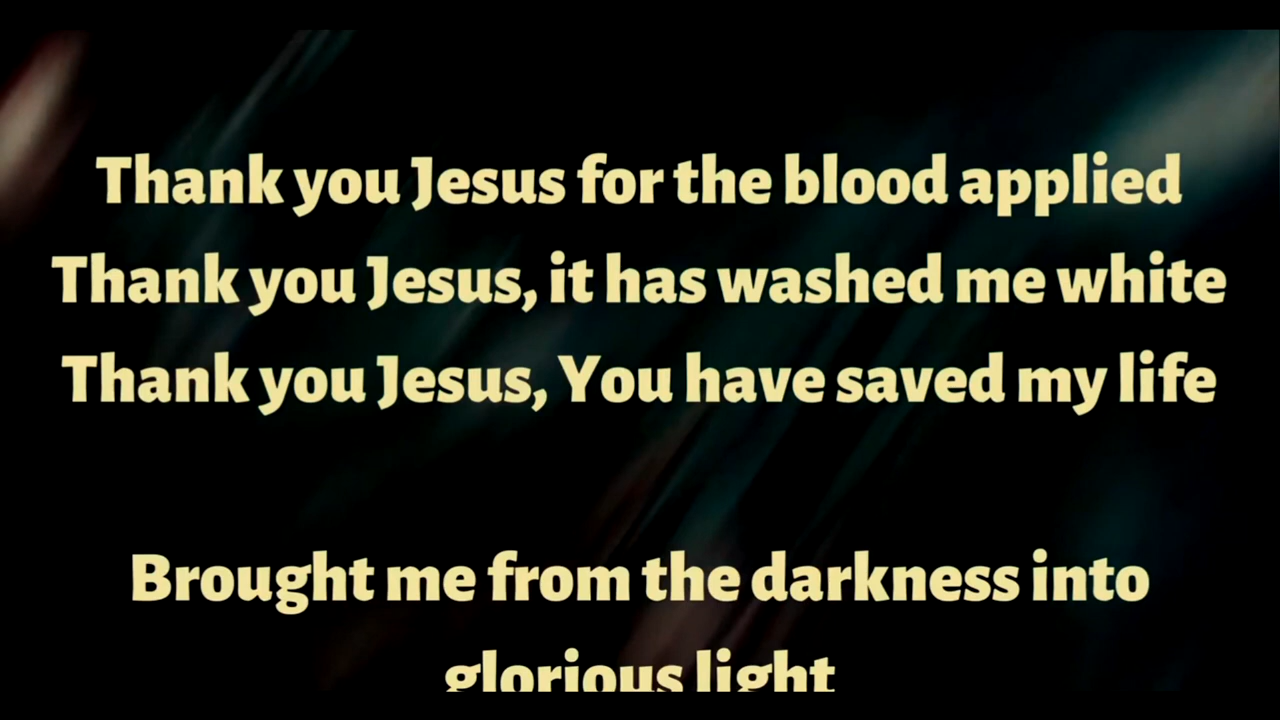 Thank you Jesus for the blood applied
Thank you Jesus, it has washed me white
Thank you Jesus, You have saved my life
Brought me from the darkness into
glorious light